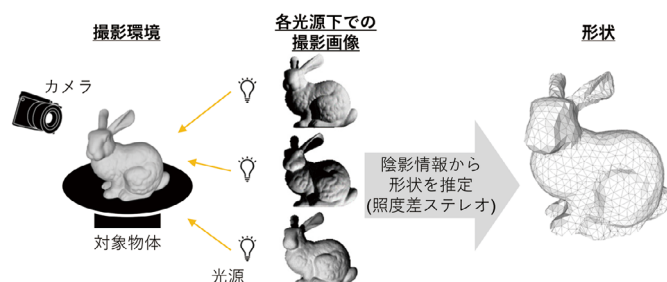 撮影環境
各光源下での
撮影画像
形状
カメラ
陰影情報から
形状を推定
(照度差ステレオ)
対象物体
光源